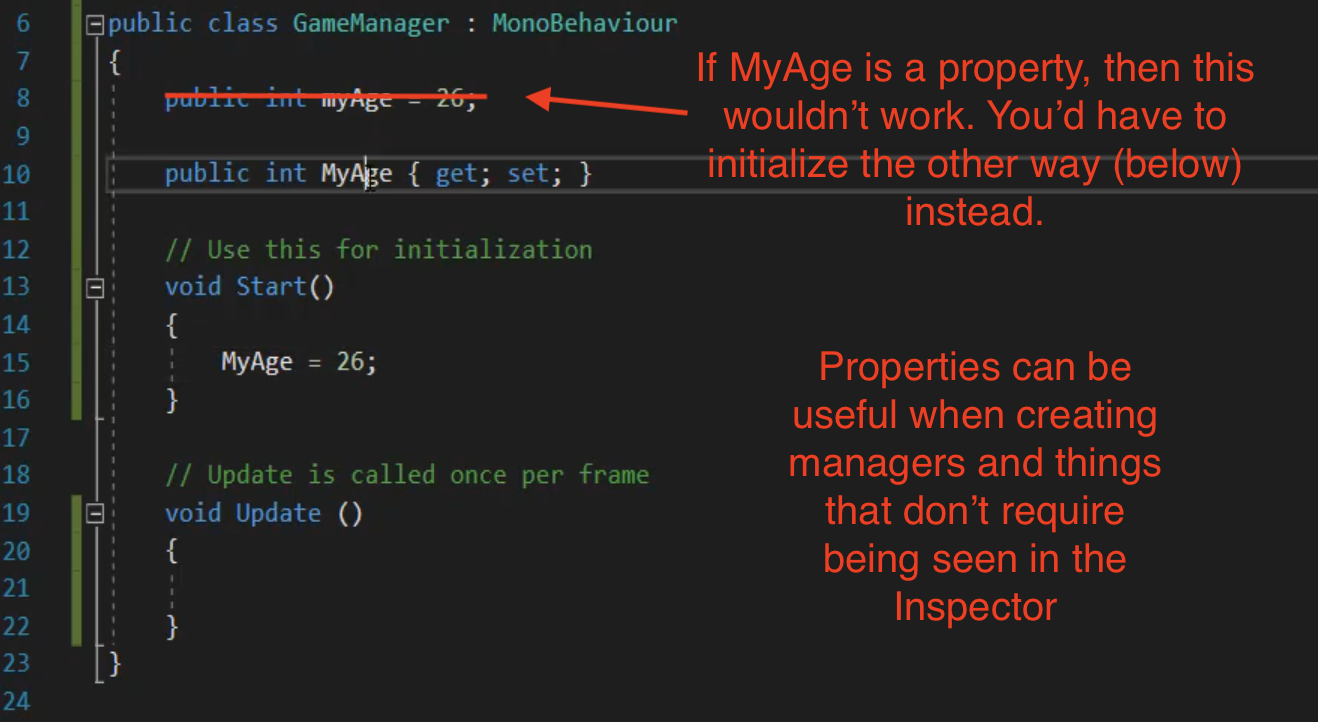 6 public class GameManager : MonoBehaviour
7 {
8 public int myAge = 26;
9
10 public int MyAge { get; set; }
11
12 // Use this for initialization
13 void Start()
14 {
15 MyAge = 26;
16 }
17
18 // Update is called once per frame
19 void Update ()
20 {
21
22 }
23 }
24
If MyAge is a property, then this
wouldn’t work. You’d have to
initialize the other way (below)
instead.
Properties can be
useful when creating
managers and things
that don’t require
being seen in the
Inspector